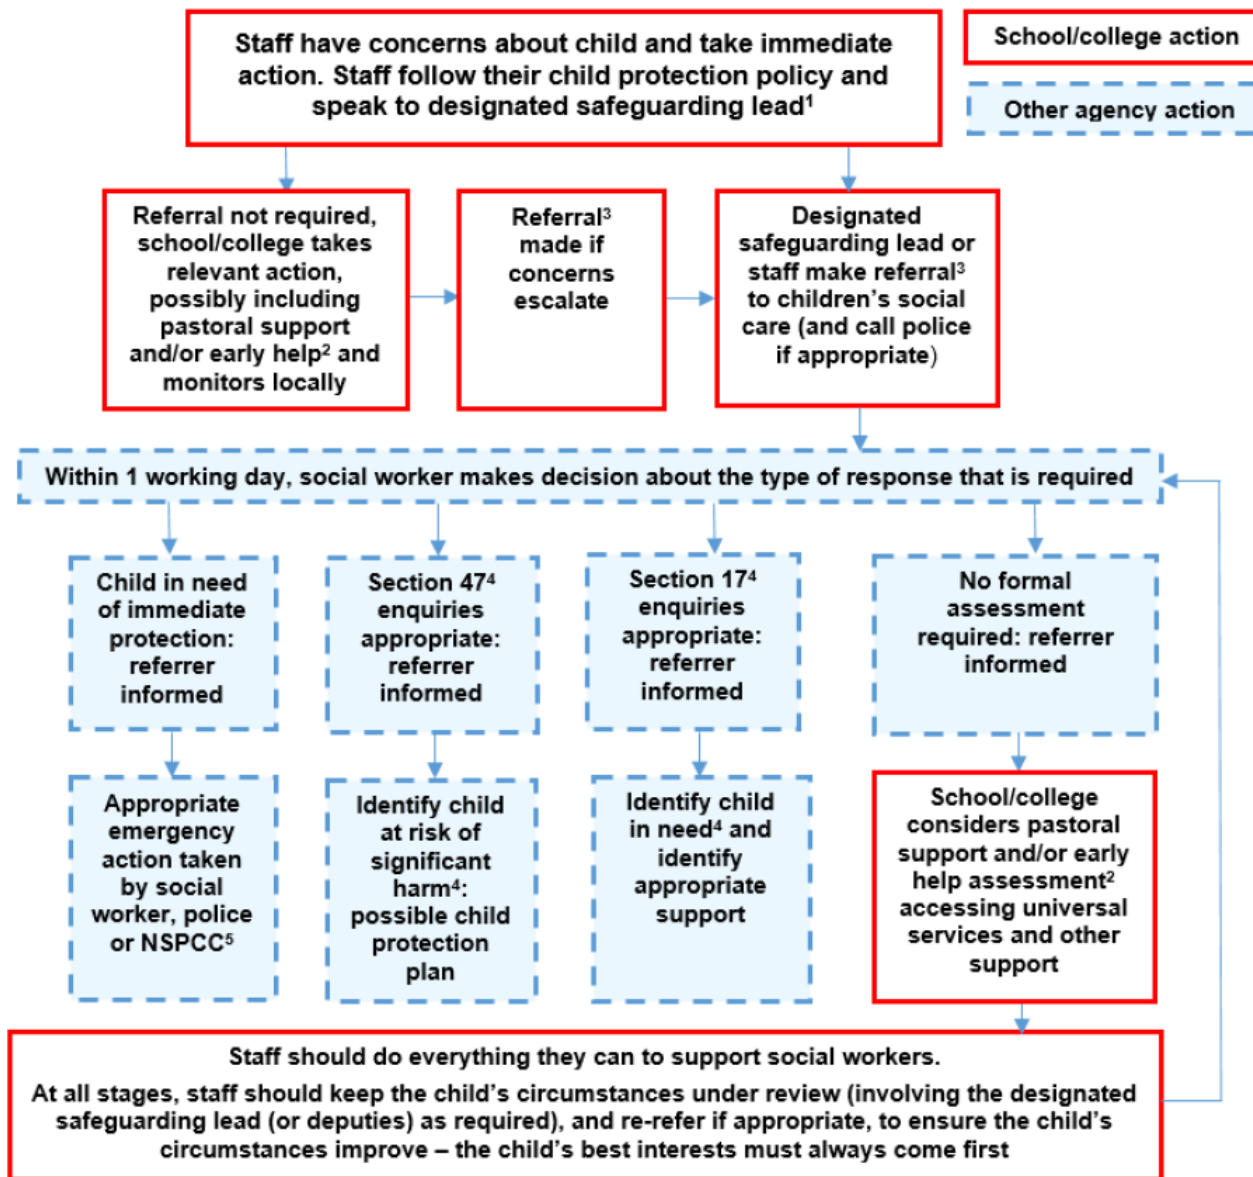 Staff have concerns about child and take immediate
action. Staff follow their child protection policy and
speak to designated safeguarding lead¹
School/college action
Other agency action
Referral not required,
school/college takes
relevant action,
possibly including
pastoral support
and/or early help² and
monitors locally
Referral³
made if
concerns
escalate
Designated
safeguarding lead or
staff make referral³
to children’s social
care (and call police
if appropriate)
Within 1 working day, social worker makes decision about the type of response that is required
Child in need
of immediate
protection:
referrer
informed
Section 47⁴
enquiries
appropriate:
referrer
informed
Section 17⁴
enquiries
appropriate:
referrer
informed
No formal
assessment
required: referrer
informed
Appropriate
emergency
action taken
by social
worker, police
or NSPCC⁵
Identify child
at risk of
significant
harm⁴:
possible child
protection
plan
Identify child
in need⁴ and
identify
appropriate
support
School/college
considers pastoral
support and/or early
help assessment²
accessing universal
services and other
support
Staff should do everything they can to support social workers.
At all stages, staff should keep the child’s circumstances under review (involving the designated
safeguarding lead (or deputies) as required), and re-refer if appropriate, to ensure the child’s
circumstances improve – the child’s best interests must always come first